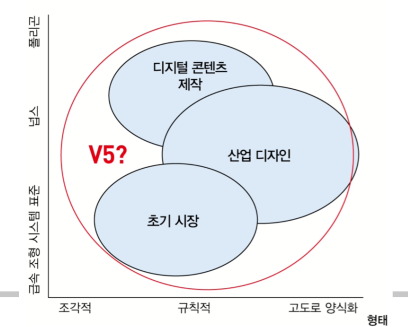 폴리곤
넙스
급속 조형 시스템 표준
디지털 콘텐츠
제작
V5?
산업 디자인
초기 시장
조각적
규칙적
고도로 양식화
형태